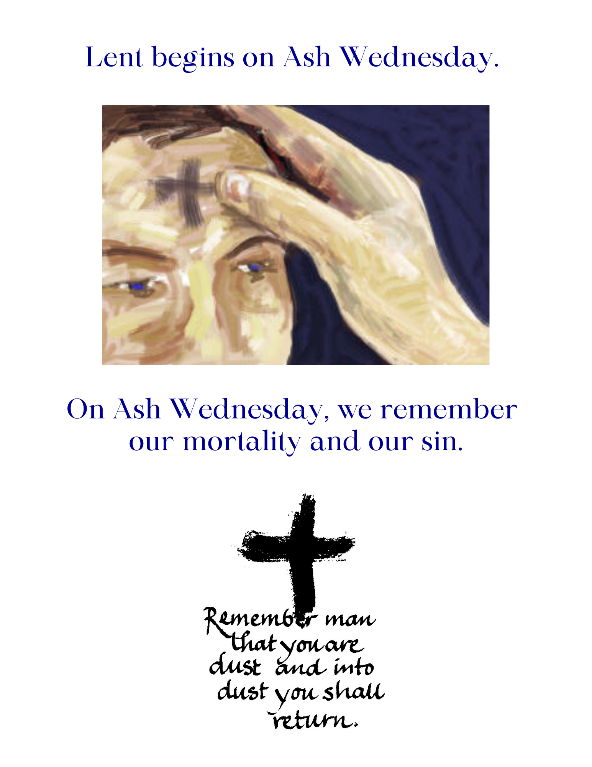 Lent begins on Ash Wednesday.
On Ash Wednesday, we remember
our mortality and our sin.
Remember man
that you are
dust and into
dust you shall
return.